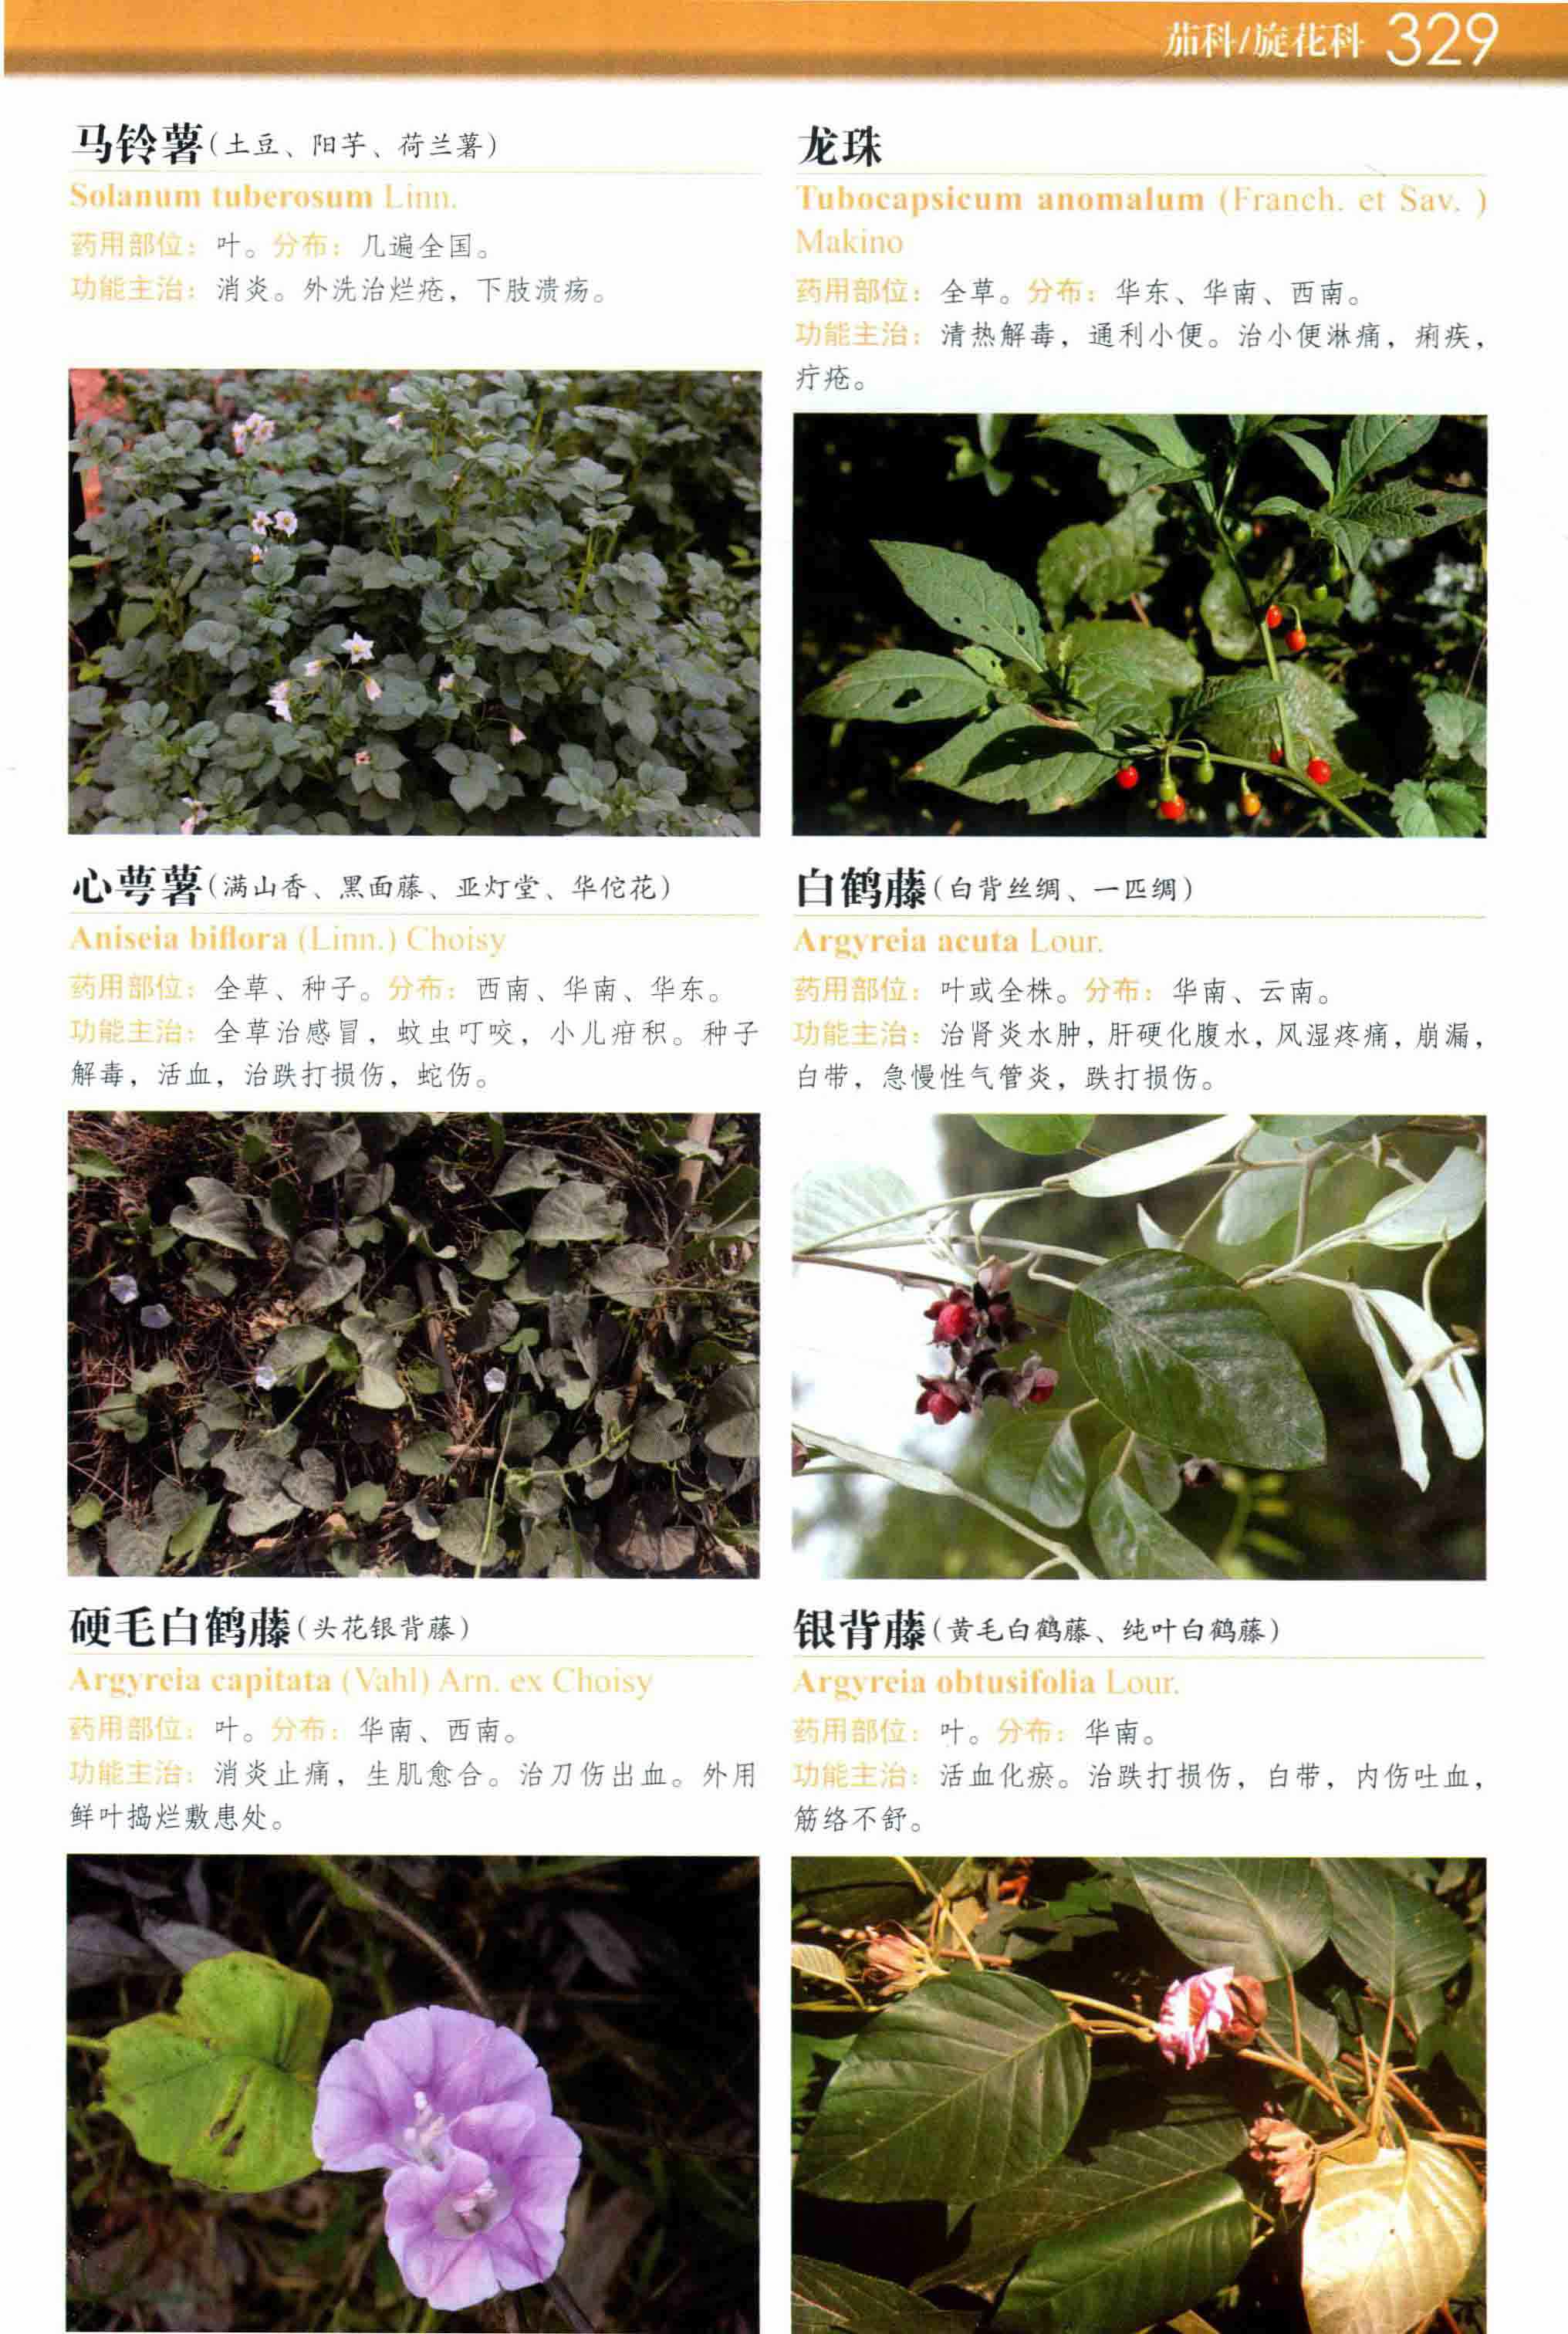 茄科/旋花科 329
马铃薯(土豆、阳芋、荷兰薯)
Solanum tuberosum Linn.
药用部位：叶。分布：几遍全国。
功能主治：消炎。外洗治烂疮，下肢溃疡。
龙珠
Tubocapsicum anomalum (Franch. et Sav. )
Makino
药用部位：全草。分布：华东、华南、西南。
功能主治：清热解毒，通利小便。治小便淋痛，痢疾，
疔疮。
心萼薯(满山香、黑面藤、亚灯堂、华佗花)
Aniseia biflora (Linn.) Choisy
药用部位：全草、种子。分布：西南、华南、华东。
功能主治：全草治感冒，蚊虫叮咬，小儿疳积。种子
解毒，活血，治跌打损伤，蛇伤。
白鹤藤(白背丝绸、一匹绸)
Argyreia acuta Lour.
药用部位：叶或全株。分布：华南、云南。
功能主治：治肾炎水肿，肝硬化腹水，风湿疼痛，崩漏，
白带，急慢性气管炎，跌打损伤。
硬毛白鹤藤(头花银背藤)
Argyreia capitata (Vahl) Arn. ex Choisy
药用部位：叶。分布：华南、西南。
功能主治：消炎止痛，生肌愈合。治刀伤出血。外用
鲜叶捣烂敷患处。
银背藤(黄毛白鹤藤、纯叶白鹤藤)
Argyreia obtusifolia Lour.
药用部位：叶。分布：华南。
功能主治：活血化瘀。治跌打损伤，白带，内伤吐血，
筋络不舒。